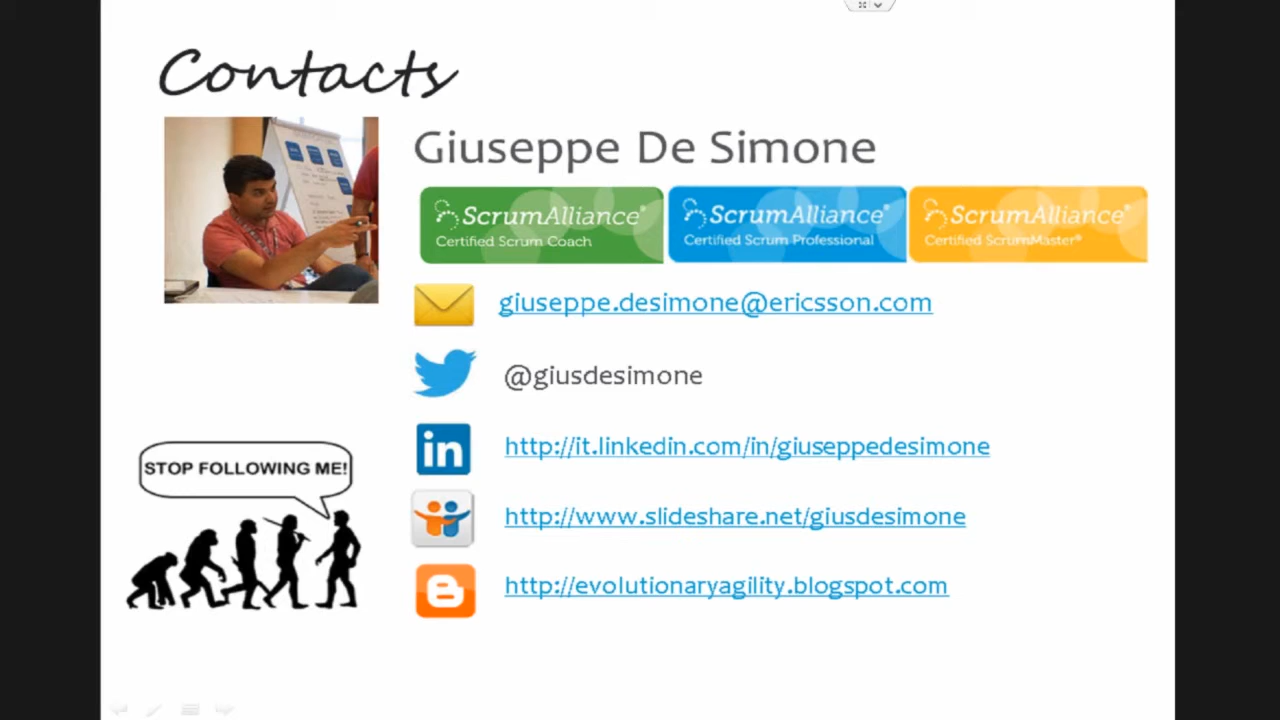 Contacts
Giuseppe De Simone
ScrumAlliance®
Certified Scrum Coach
ScrumAlliance®
Certified Scrum Professional
ScrumAlliance®
Certified ScrumMaster®
giuseppe.desimone@ericsson.com
@giusdesimone
in
http://it.linkedin.com/in/giuseppedesimone
STOP FOLLOWING ME!
http://www.slideshare.net/giusdesimone
http://evolutionaryagility.blogspot.com